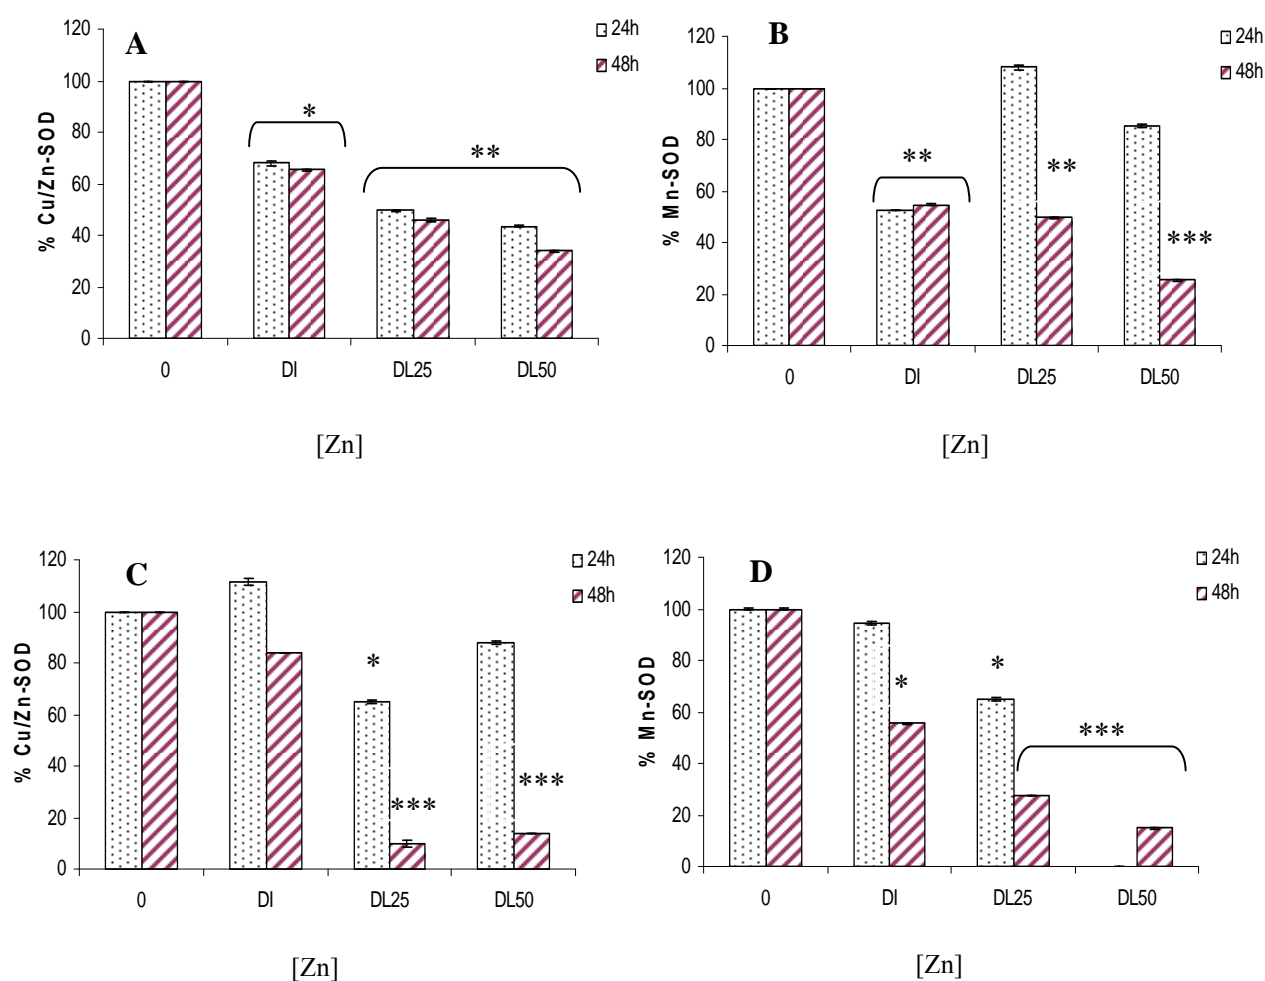 A
% Cu/Zn-SOD
120
100
80
60
40
20
0
*
**
0 DI DL25 DL50
[Zn]
24h
48h
B
% Mn-SOD
120
100
80
60
40
20
0
**
**
***
0 DI DL25 DL50
[Zn]
24h
48h
C
% Cu/Zn-SOD
120
100
80
60
40
20
0
*
***
***
0 DI DL25 DL50
[Zn]
24h
48h
D
% Mn-SOD
120
100
80
60
40
20
0
*
*
***
0 DI DL25 DL50
[Zn]
24h
48h